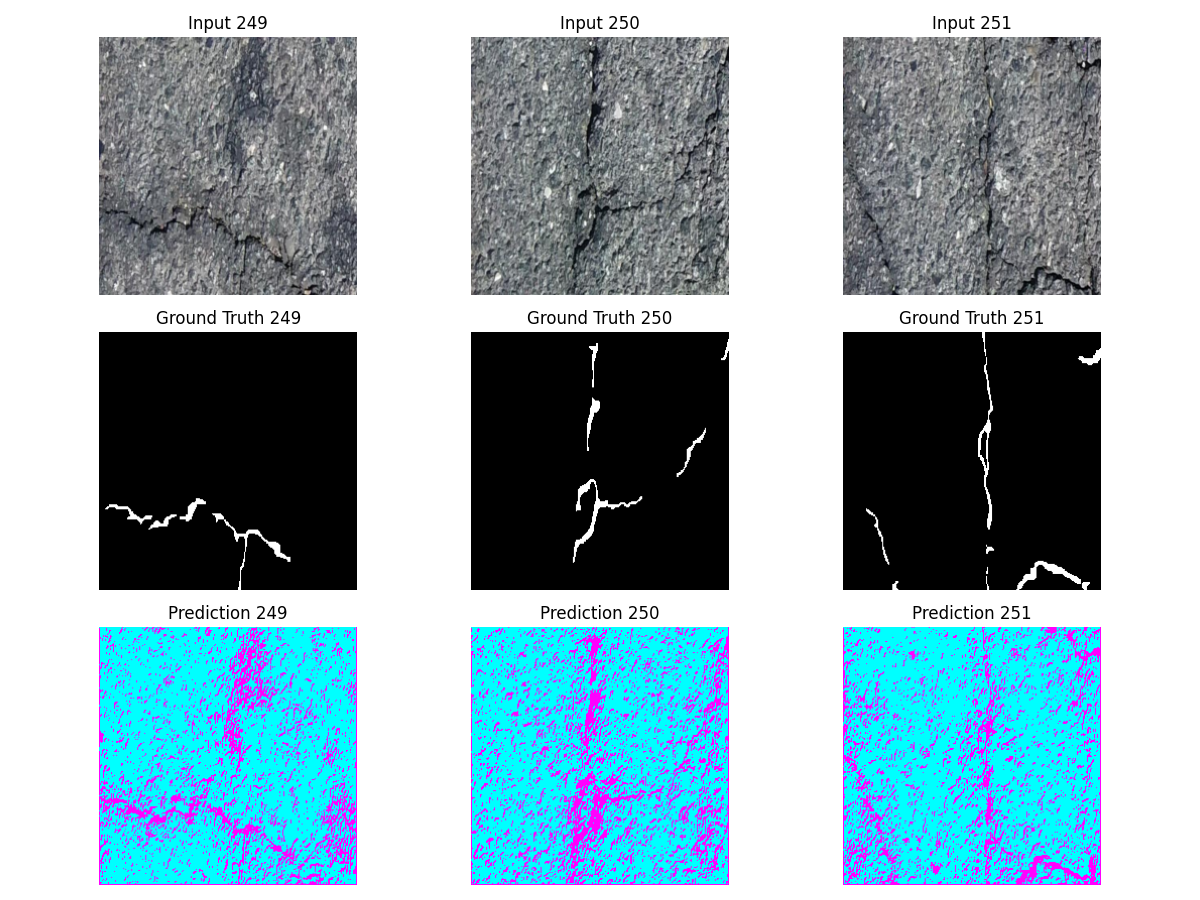 Input 249
Input 250
Input 251
Ground Truth 249
Ground Truth 250
Ground Truth 251
Prediction 249
Prediction 250
Prediction 251